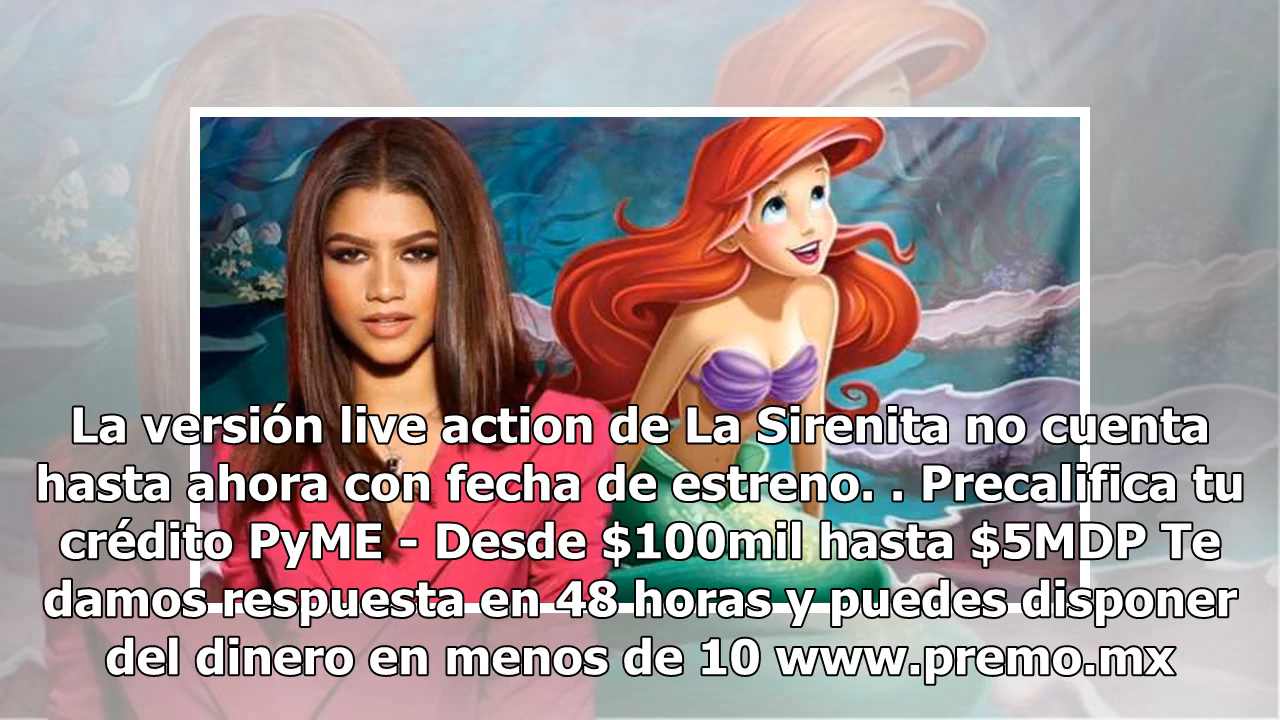 La versión live action de La Sirenita no cuenta
hasta ahora con fecha de estreno. . Precalifica tu
crédito PyME - Desde $100mil hasta $5MDP Te
damos respuesta en 48 horas y puedes disponer
del dinero en menos de 10 www.premo.mx